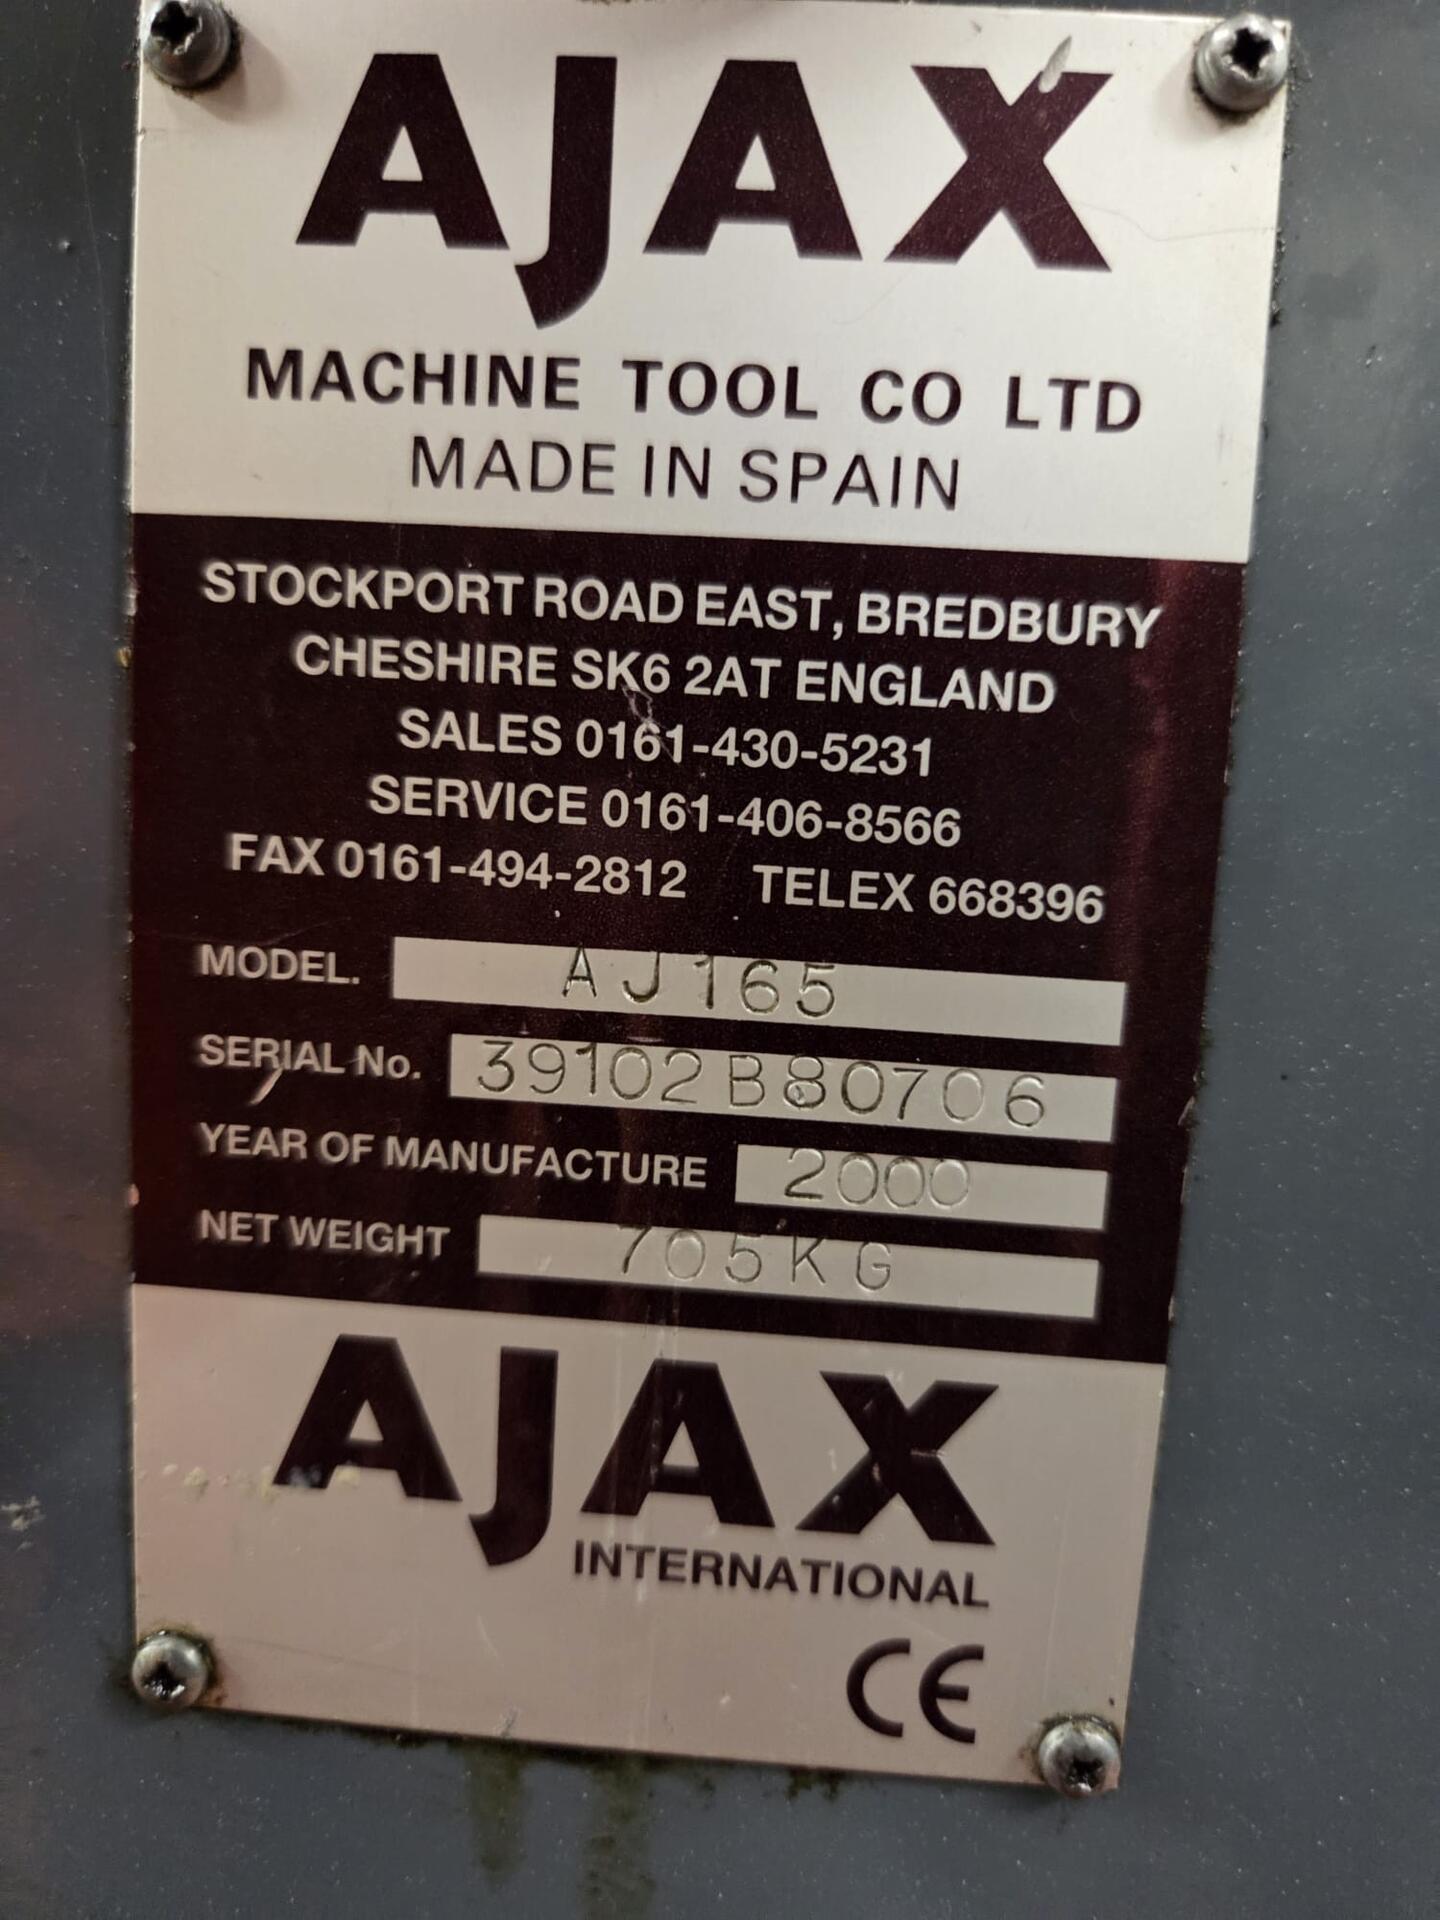 AJAX
MACHINE TOOL CO LTD
MADE IN SPAIN
STOCKPORT ROAD EAST, BREDBURY
CHESHIRE SK6 2AT ENGLAND
SALES 0161-430-5231
SERVICE 0161-406-8566
FAX 0161-494-2812 TELEX 668396
MODEL. AJ165
SERIAL No. 39102B80706
YEAR OF MANUFACTURE 2000
NET WEIGHT 705KG
AJAX
INTERNATIONAL
CE